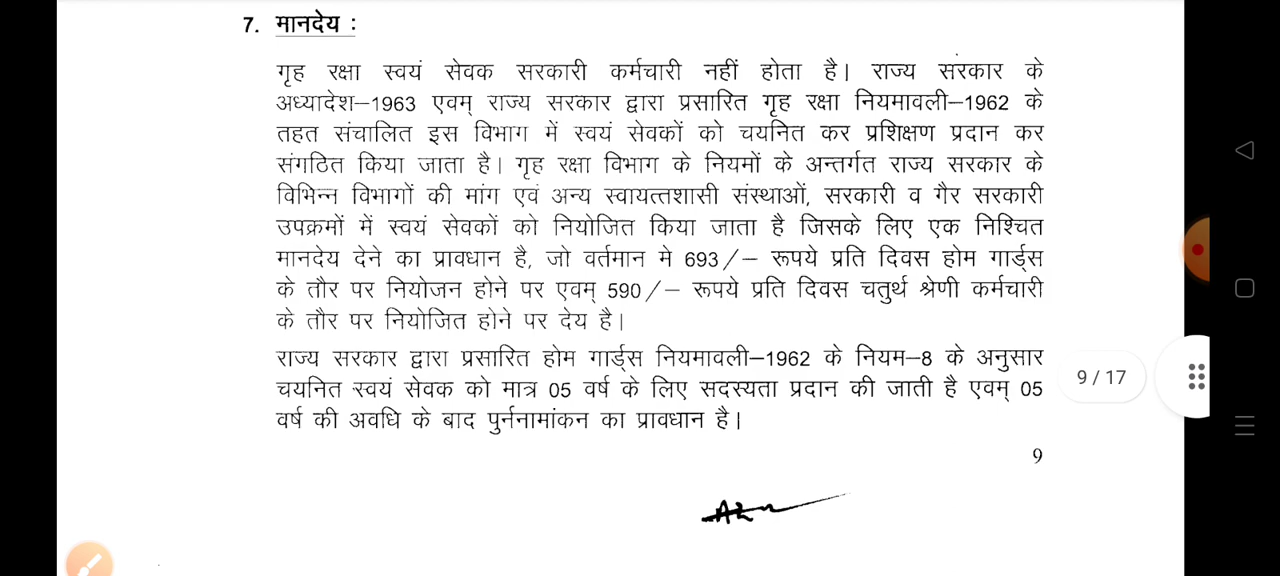 7. मानदेय :
गृह रक्षा स्वयं सेवक सरकारी कर्मचारी नहीं होता है। राज्य सरकार के
अध्यादेश–1963 एवम् राज्य सरकार द्वारा प्रसारित गृह रक्षा नियमावली–1962 के
तहत संचालित इस विभाग में स्वयं सेवकों को चयनित कर प्रशिक्षण प्रदान कर
संगठित किया जाता है। गृह रक्षा विभाग के नियमों के अन्तर्गत राज्य सरकार के
विभिन्न विभागों की मांग एवं अन्य स्वायत्तशासी संस्थाओं, सरकारी व गैर सरकारी
उपक्रमों में स्वयं सेवकों को नियोजित किया जाता है जिसके लिए एक निश्चित
मानदेय देने का प्रावधान है, जो वर्तमान मे 693/– रूपये प्रति दिवस होम गार्ड्स
के तौर पर नियोजन होने पर एवम् 590/– रूपये प्रति दिवस चतुर्थ श्रेणी कर्मचारी
के तौर पर नियोजित होने पर देय है।
राज्य सरकार द्वारा प्रसारित होम गार्ड्स नियमावली–1962 के नियम–8 के अनुसार
चयनित स्वयं सेवक को मात्र 05 वर्ष के लिए सदस्यता प्रदान की जाती है एवम् 05
वर्ष की अवधि के बाद पुर्ननामांकन का प्रावधान है।
9
9 / 17